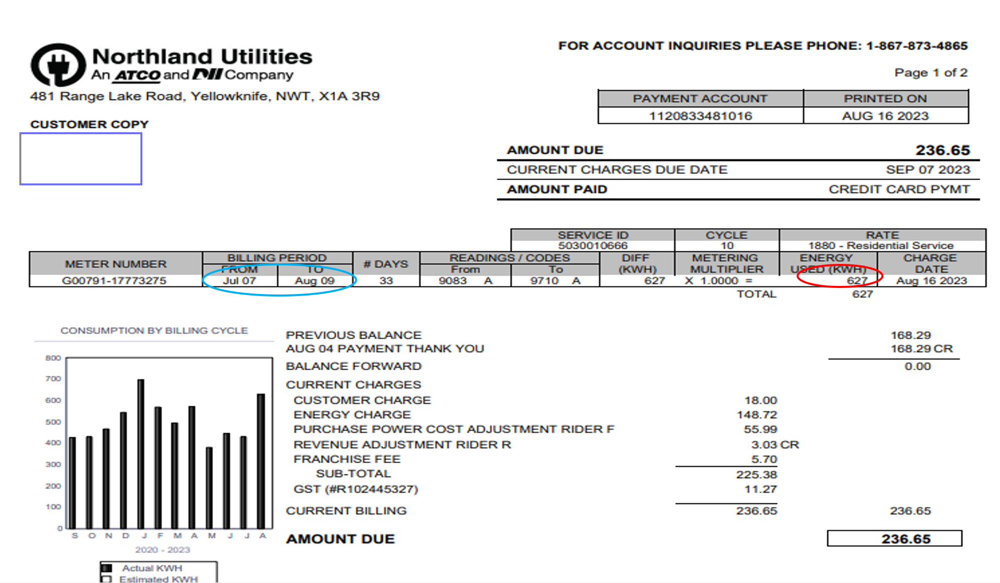 Northland Utilities
An ATCO and DII Company
481 Range Lake Road, Yellowknife, NWT, X1A 3R9
CUSTOMER COPY
FOR ACCOUNT INQUIRIES PLEASE PHONE: 1-867-873-4865
Page 1 of 2
PAYMENT ACCOUNT PRINTED ON
1120833481016 AUG 16 2023
AMOUNT DUE 236.65
CURRENT CHARGES DUE DATE SEP 07 2023
AMOUNT PAID CREDIT CARD PYMT
SERVICE ID CYCLE RATE
5030010666 10 1880 - Residential Service
METER NUMBER BILLING PERIOD # DAYS READINGS / CODES DIFF METERING ENERGY CHARGE
FROM TO From To (KWH) MULTIPLIER USED (KWH) DATE
G00791-17773275 Jul 07 Aug 09 33 9083 A 9710 A 627 X 1.0000 = 627 Aug 16 2023
TOTAL 627
CONSUMPTION BY BILLING CYCLE
800
700
600
500
400
300
200
100
0
S O N D J F M A M J J A
2020 - 2023
Actual KWH
Estimated KWH
PREVIOUS BALANCE 168.29
AUG 04 PAYMENT THANK YOU 168.29 CR
BALANCE FORWARD 0.00
CURRENT CHARGES
CUSTOMER CHARGE 18.00
ENERGY CHARGE 148.72
PURCHASE POWER COST ADJUSTMENT RIDER F 55.99
REVENUE ADJUSTMENT RIDER R 3.03 CR
FRANCHISE FEE 5.70
SUB-TOTAL 225.38
GST (#R102445327) 11.27
CURRENT BILLING 236.65 236.65
AMOUNT DUE 236.65